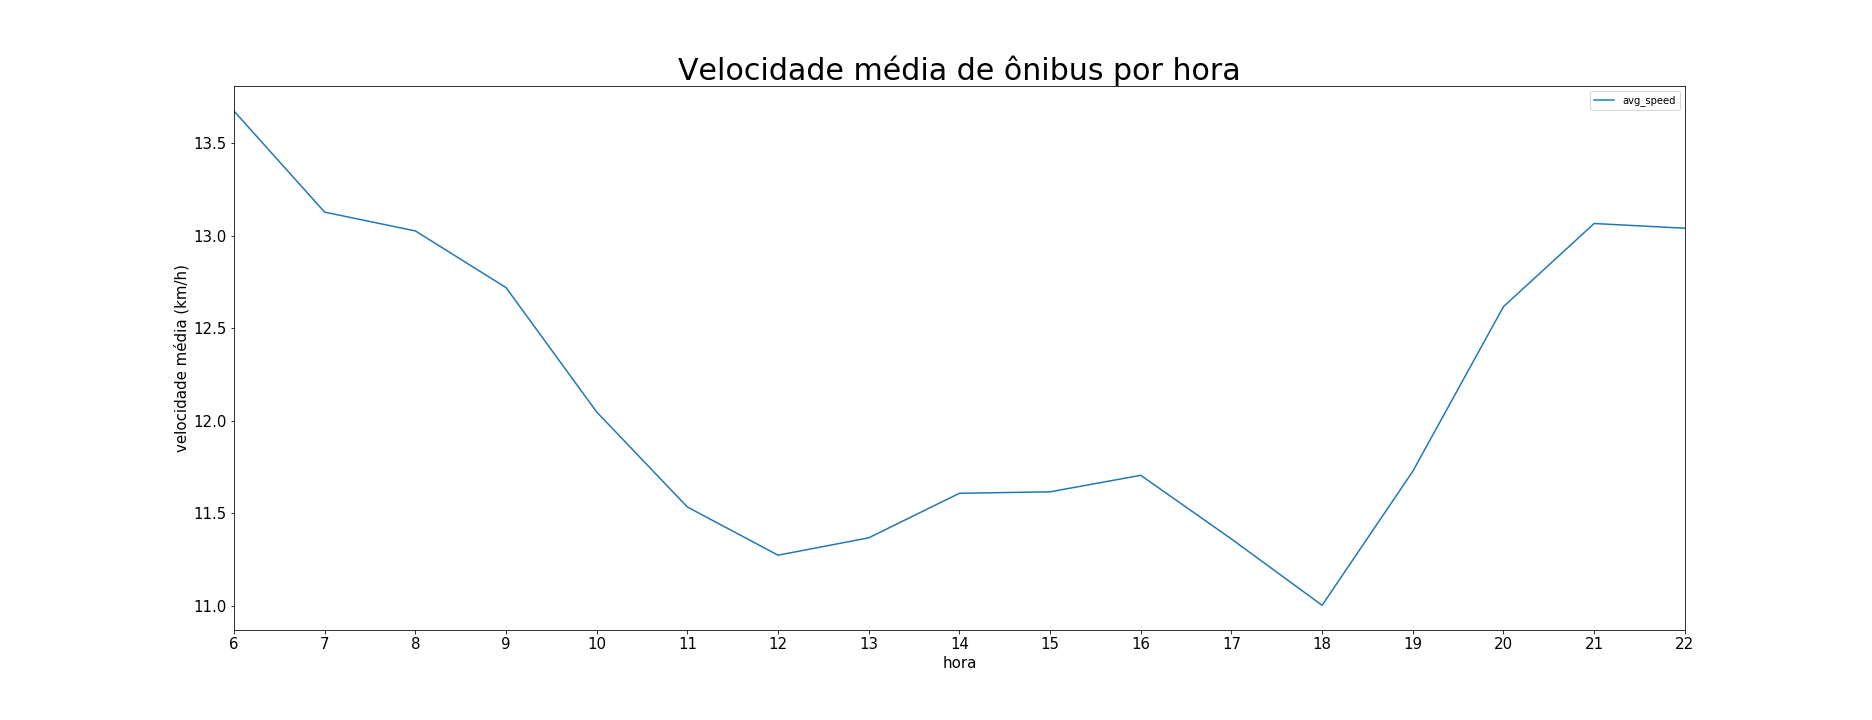 Velocidade média de ônibus por hora
avg_speed
velocidade média (km/h)
13.5
13.0
12.5
12.0
11.5
11.0
6 7 8 9 10 11 12 13 14 15 16 17 18 19 20 21 22
hora